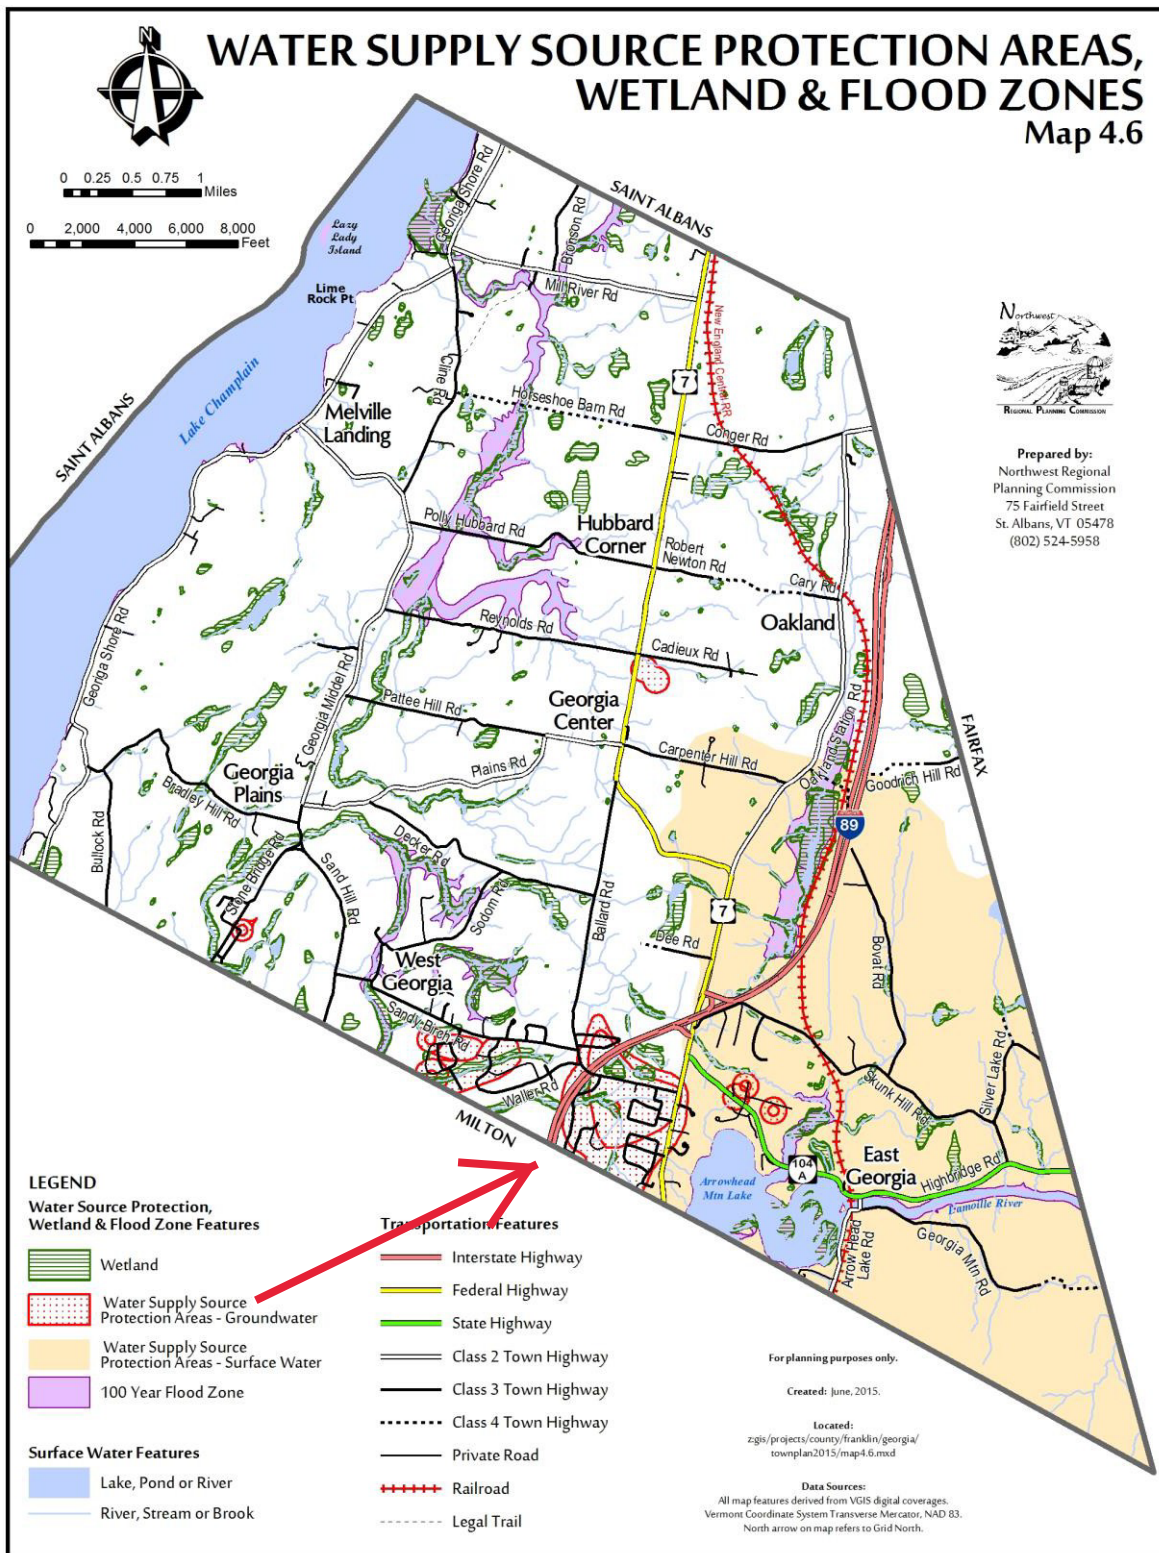 N
WATER SUPPLY SOURCE PROTECTION AREAS,
WETLAND & FLOOD ZONES
Map 4.6
0 0.25 0.5 0.75 1
Miles
0 2,000 4,000 6,000 8,000
Feet
SAINT ALBANS
Georgia Shore Rd
Bronson Rd
Lazy
Lady
Island
Lime
Rock Pt
Mill River Rd
New England Central RR
Northwest
REGIONAL PLANNING COMMISSION
Lake Champlain
SAINT ALBANS
Cline Rd
7
Melville
Landing
Horseshoe Barn Rd
Conger Rd
Prepared by:
Northwest Regional
Planning Commission
75 Fairfield Street
St. Albans, VT 05478
(802) 524-5958
Polly Hubbard Rd
Hubbard
Corner
Robert
Newton Rd
Cary Rd
Oakland
Reynolds Rd
Cadieux Rd
Georiga Shore Rd
Georgia Middel Rd
Pattee Hill Rd
Georgia
Center
Carpenter Hill Rd
Oakland Station Rd
FAIRFAX
Goodrich Hill Rd
Plains Rd
Georgia
Plains
Bradley Hill Rd
Bullock Rd
Stone Bridge Rd
Sand Hill Rd
Decker Rd
Sodom Rd
Ballard Rd
89
7
Dee Rd
Bovat Rd
West
Georgia
Sandy Birch Rd
Waller Rd
MILTON
Skunk Hill Rd
Silver Lake Rd
East
Georgia
Highbridge Rd
104
A
Arrowhead
Mtn Lake
Lamoille River
Arrow Head
Lake Rd
Georgia Mtn Rd
LEGEND
Water Source Protection,
Wetland & Flood Zone Features
Wetland
Water Supply Source
Protection Areas - Groundwater
Water Supply Source
Protection Areas - Surface Water
100 Year Flood Zone
Surface Water Features
Lake, Pond or River
River, Stream or Brook
Transportation Features
Interstate Highway
Federal Highway
State Highway
Class 2 Town Highway
Class 3 Town Highway
Class 4 Town Highway
Private Road
Railroad
Legal Trail
For planning purposes only.
Created: June, 2015.
Located:
z:gis/projects/county/franklin/georgia/
townplan2015/map4.6.mxd
Data Sources:
All map features derived from VGIS digital coverages.
Vermont Coordinate System Transverse Mercator, NAD 83.
North arrow on map refers to Grid North.